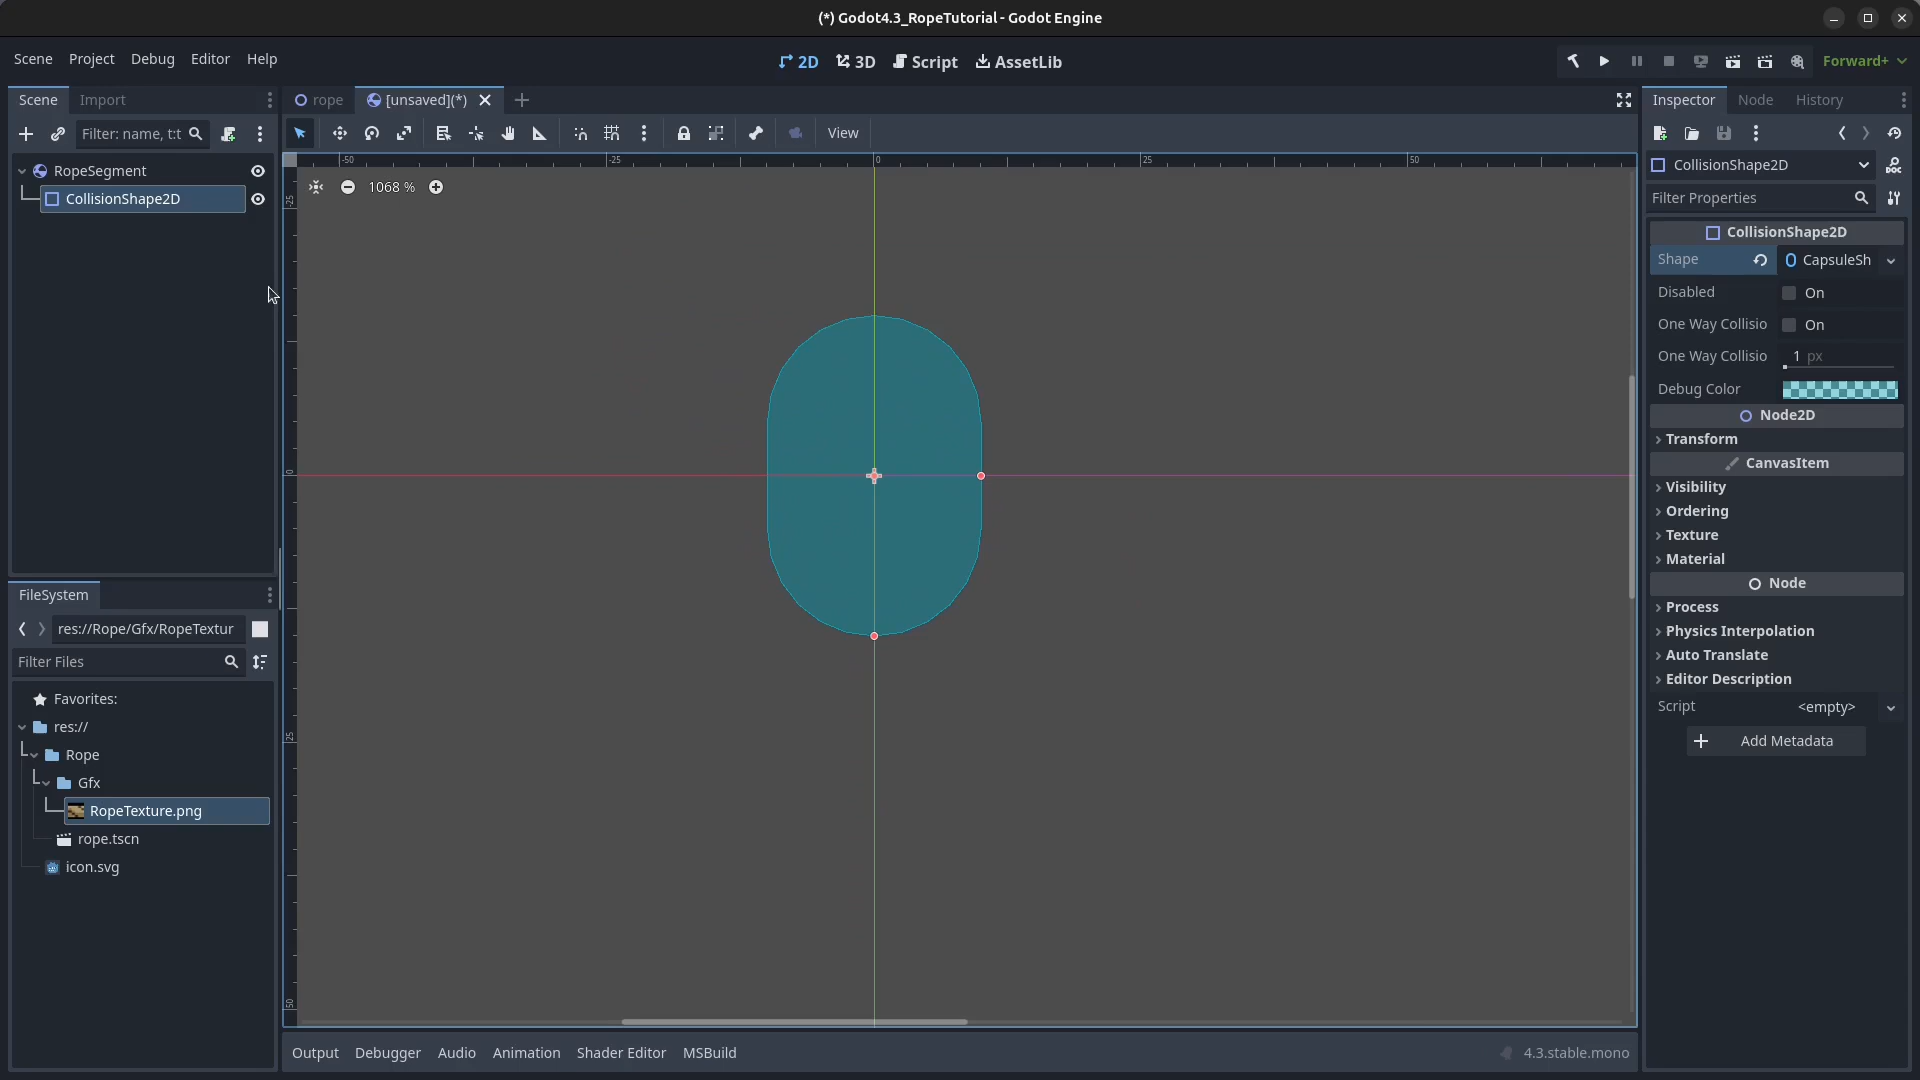 (*) Godot4.3_RopeTutorial - Godot Engine
Scene Project Debug Editor Help
2D 3D Script AssetLib
Forward+
Scene Import
rope [unsaved](*)
Inspector Node History
Filter: name, t:t
View
RopeSegment
CollisionShape2D
-50 -25 0 25 50
-25
0
25
50
1068 %
CollisionShape2D
DOC
Filter Properties
CollisionShape2D
Shape CapsuleSh
Disabled On
One Way Collisio On
One Way Collisio 1 px
Debug Color
Node2D
Transform
CanvasItem
Visibility
Ordering
Texture
Material
Node
Process
Physics Interpolation
Auto Translate
Editor Description
Script <empty>
Add Metadata
FileSystem
res://Rope/Gfx/RopeTextur
Filter Files
Favorites:
res://
Rope
Gfx
RopeTexture.png
rope.tscn
icon.svg
Output Debugger Audio Animation Shader Editor MSBuild
4.3.stable.mono